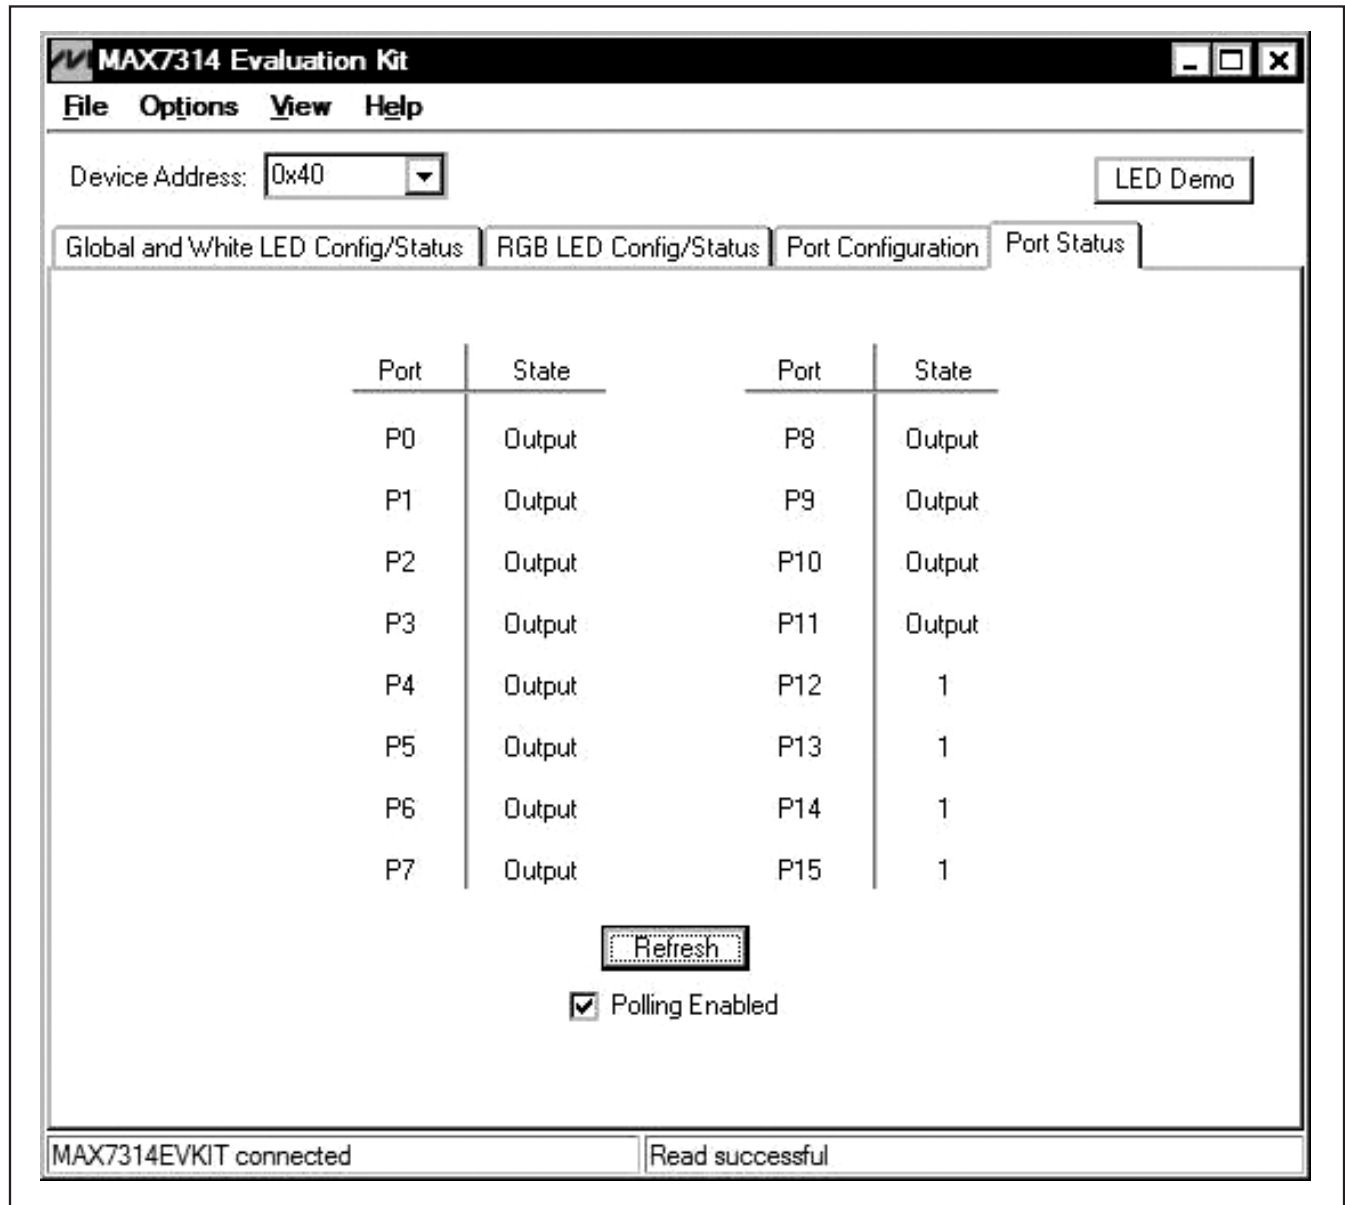 MAX7314 Evaluation Kit
File Options View Help
Device Address: 0x40 LED Demo
Global and White LED Config/Status RGB LED Config/Status Port Configuration Port Status
Port State Port State
P0 Output P8 Output
P1 Output P9 Output
P2 Output P10 Output
P3 Output P11 Output
P4 Output P12 1
P5 Output P13 1
P6 Output P14 1
P7 Output P15 1
Refresh
Polling Enabled
MAX7314EVKIT connected Read successful